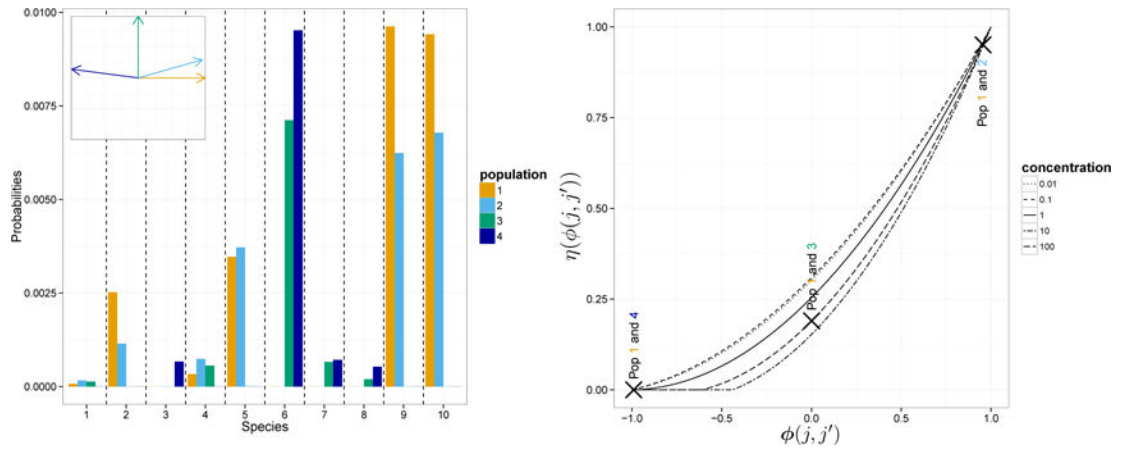 0.0100
0.0075
0.0050
0.0025
0.0000
Probabilities
1 2 3 4 5 6 7 8 9 10
Species
population
1
2
3
4
1.00
0.75
0.50
0.25
0.00
η(ϕ(j, j′))
Pop 1 and 4
Pop 1 and 3
Pop 1 and 2
−1.0 −0.5 0.0 0.5 1.0
ϕ(j, j′)
concentration
0.01
0.1
1
10
100